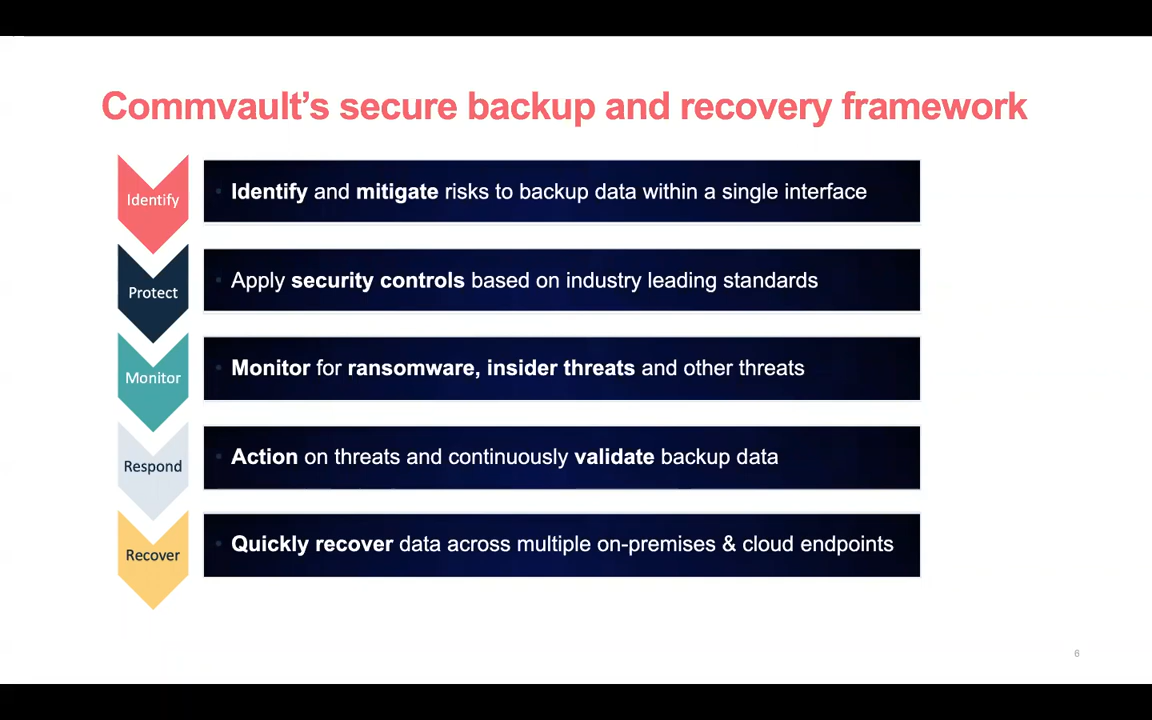 Commvault’s secure backup and recovery framework
Identify
• Identify and mitigate risks to backup data within a single interface
Protect
• Apply security controls based on industry leading standards
Monitor
• Monitor for ransomware, insider threats and other threats
Respond
• Action on threats and continuously validate backup data
Recover
• Quickly recover data across multiple on-premises & cloud endpoints
6